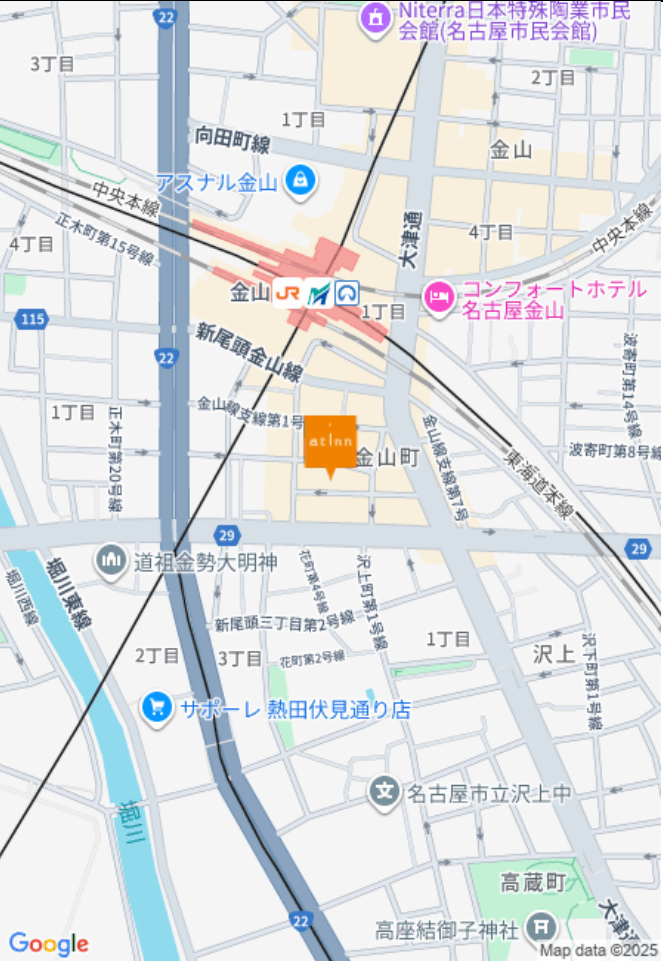 Niterra日本特殊陶業市民
会館(名古屋市民会館)
22
3丁目
2丁目
1丁目
向田町線
金山
アスナル金山
中央本線
大津通
正木町第15号線
4丁目
4丁目
中央本線
金山
JR
コンフォートホテル
名古屋金山
1丁目
115
新尾頭金山線
22
波寄町第14号線
金山線支線第1号
1丁目
正木町第20号線
at Inn
金山町
金山線支線第7号
波寄町第8号線
東海道本線
29
29
道祖金勢大明神
堀川東線
堀川西線
花町第4号線
沢上町第1号線
新尾頭三丁目第2号線
1丁目
沢上
沢下町第1号線
2丁目
3丁目
花町第2号線
サポーレ 熱田伏見通り店
名古屋市立沢上中
堀川
高蔵町
大津通
22
高座結御子神社
Google
Map data ©2025